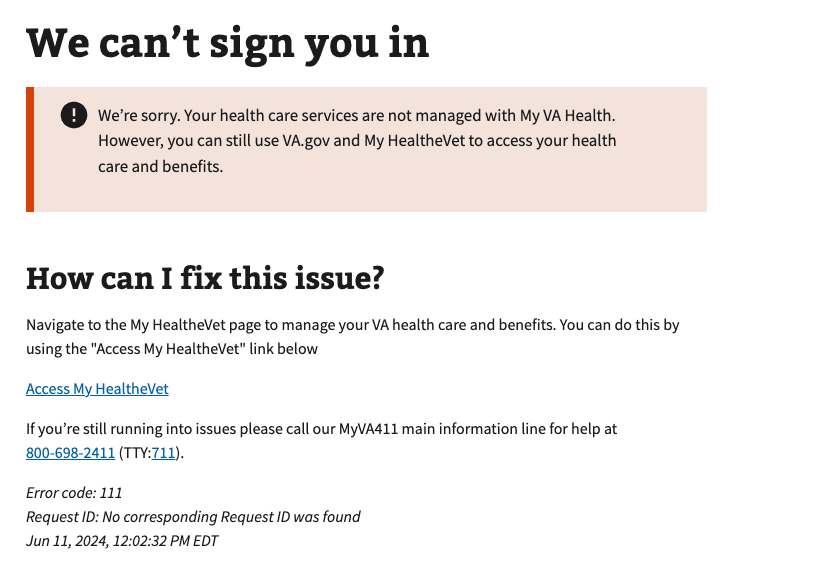 We can’t sign you in
We’re sorry. Your health care services are not managed with My VA Health.
However, you can still use VA.gov and My HealtheVet to access your health
care and benefits.
How can I fix this issue?
Navigate to the My HealtheVet page to manage your VA health care and benefits. You can do this by
using the "Access My HealtheVet" link below
Access My HealtheVet
If you’re still running into issues please call our MyVA411 main information line for help at
800-698-2411 (TTY:711).
Error code: 111
Request ID: No corresponding Request ID was found
Jun 11, 2024, 12:02:32 PM EDT